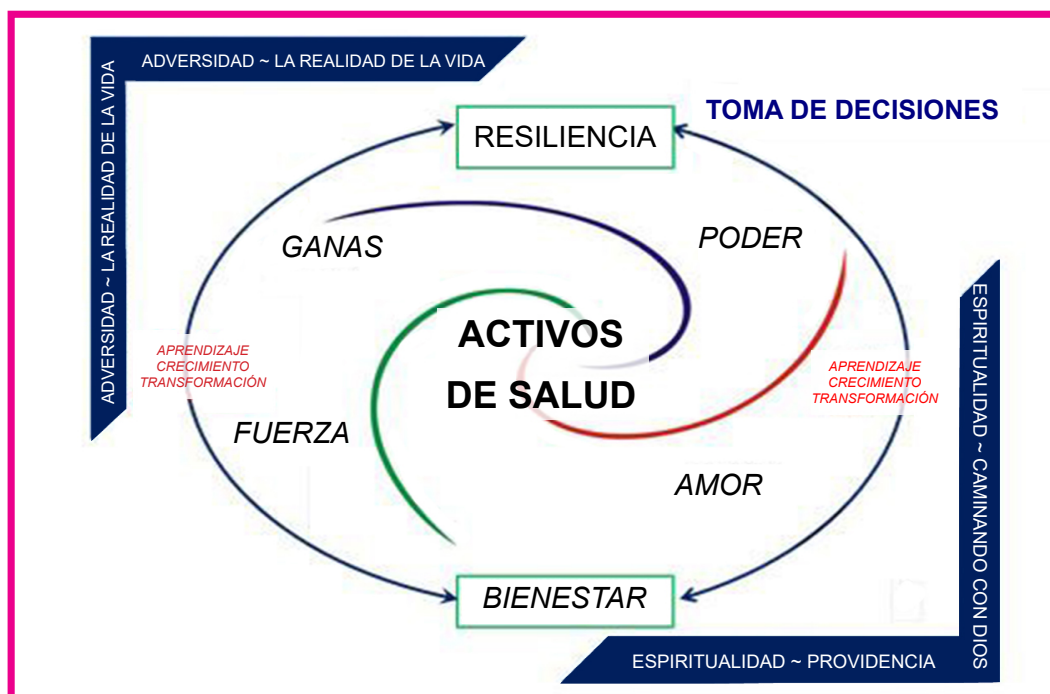 ADVERSIDAD ~ LA REALIDAD DE LA VIDA
ADVERSIDAD ~ LA REALIDAD DE LA VIDA
TOMA DE DECISIONES
RESILIENCIA
GANAS
PODER
ACTIVOS
DE SALUD
APRENDIZAJE
CRECIMIENTO
TRANSFORMACIÓN
APRENDIZAJE
CRECIMIENTO
TRANSFORMACIÓN
FUERZA
AMOR
BIENESTAR
ESPIRITUALIDAD ~ CAMINANDO CON DIOS
ESPIRITUALIDAD ~ PROVIDENCIA